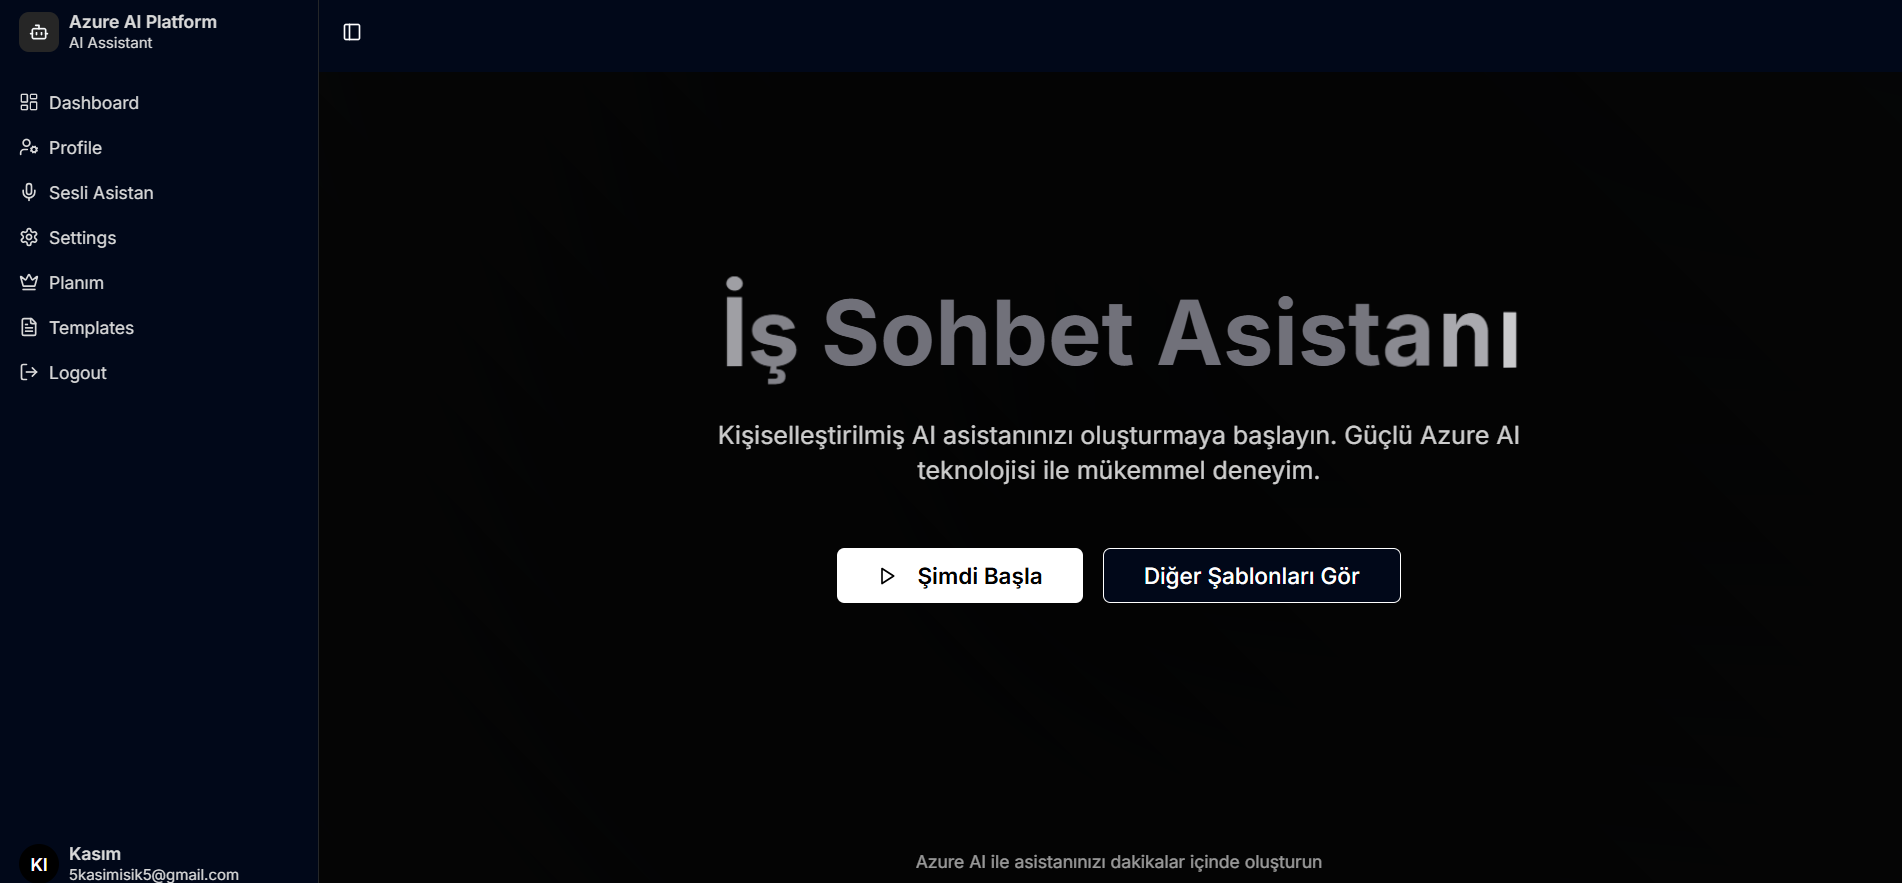 Azure AI Platform
AI Assistant
Dashboard
Profile
Sesli Asistan
Settings
Planım
Templates
Logout
İş Sohbet Asistanı
Kişiselleştirilmiş AI asistanınızı oluşturmaya başlayın. Güçlü Azure AI
teknolojisi ile mükemmel deneyim.
Şimdi Başla
Diğer Şablonları Gör
Azure AI ile asistanınızı dakikalar içinde oluşturun
KI
Kasım
5kasimisik5@gmail.com